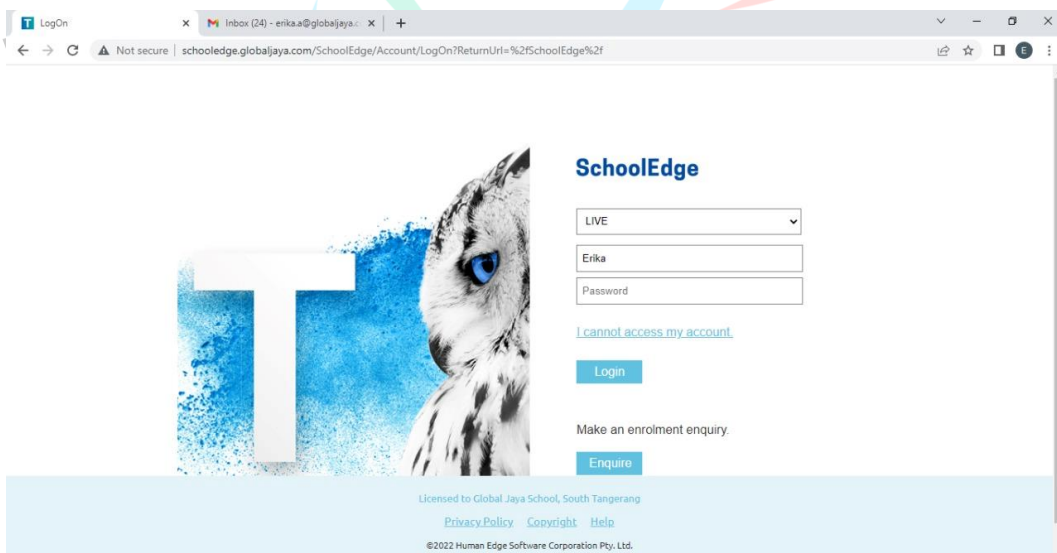 LogOn
Inbox (24) - erika.a@globaljaya.c
Not secure | schooledge.globaljaya.com/SchoolEdge/Account/LogOn?ReturnUrl=%2fSchoolEdge%2f
E
SchoolEdge
LIVE
Erika
Password
I cannot access my account.
Login
Make an enrolment enquiry.
Enquire
T
Licensed to Global Jaya School, South Tangerang
Privacy Policy Copyright Help
©2022 Human Edge Software Corporation Pty. Ltd.